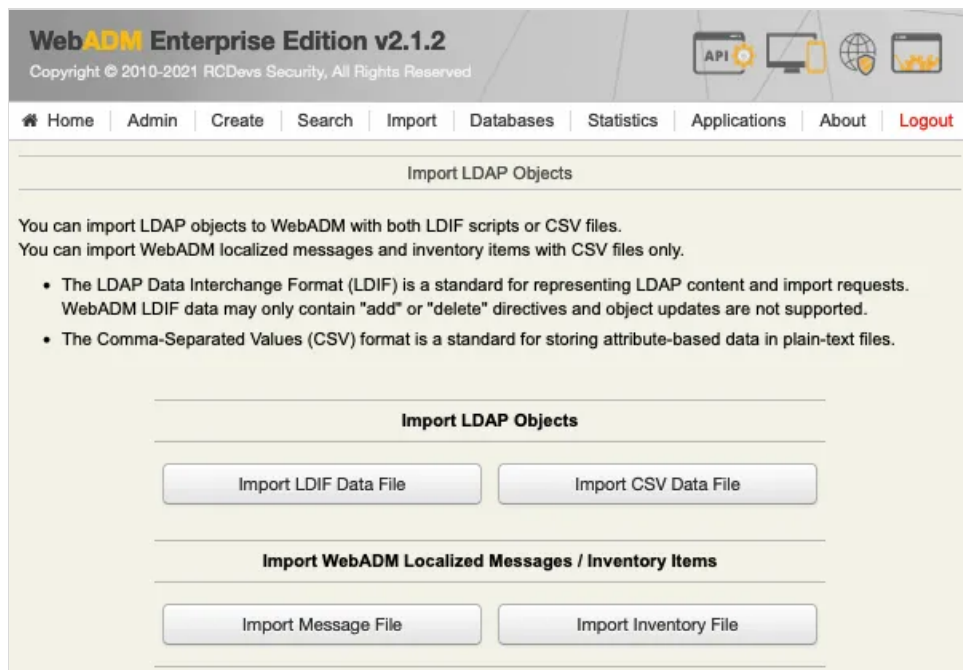 WebADM Enterprise Edition v2.1.2
Copyright © 2010-2021 RCDevs Security, All Rights Reserved
API
Home Admin Create Search Import Databases Statistics Applications About Logout
Import LDAP Objects
You can import LDAP objects to WebADM with both LDIF scripts or CSV files.
You can import WebADM localized messages and inventory items with CSV files only.
• The LDAP Data Interchange Format (LDIF) is a standard for representing LDAP content and import requests.
WebADM LDIF data may only contain "add" or "delete" directives and object updates are not supported.
• The Comma-Separated Values (CSV) format is a standard for storing attribute-based data in plain-text files.
Import LDAP Objects
Import LDIF Data File Import CSV Data File
Import WebADM Localized Messages / Inventory Items
Import Message File Import Inventory File